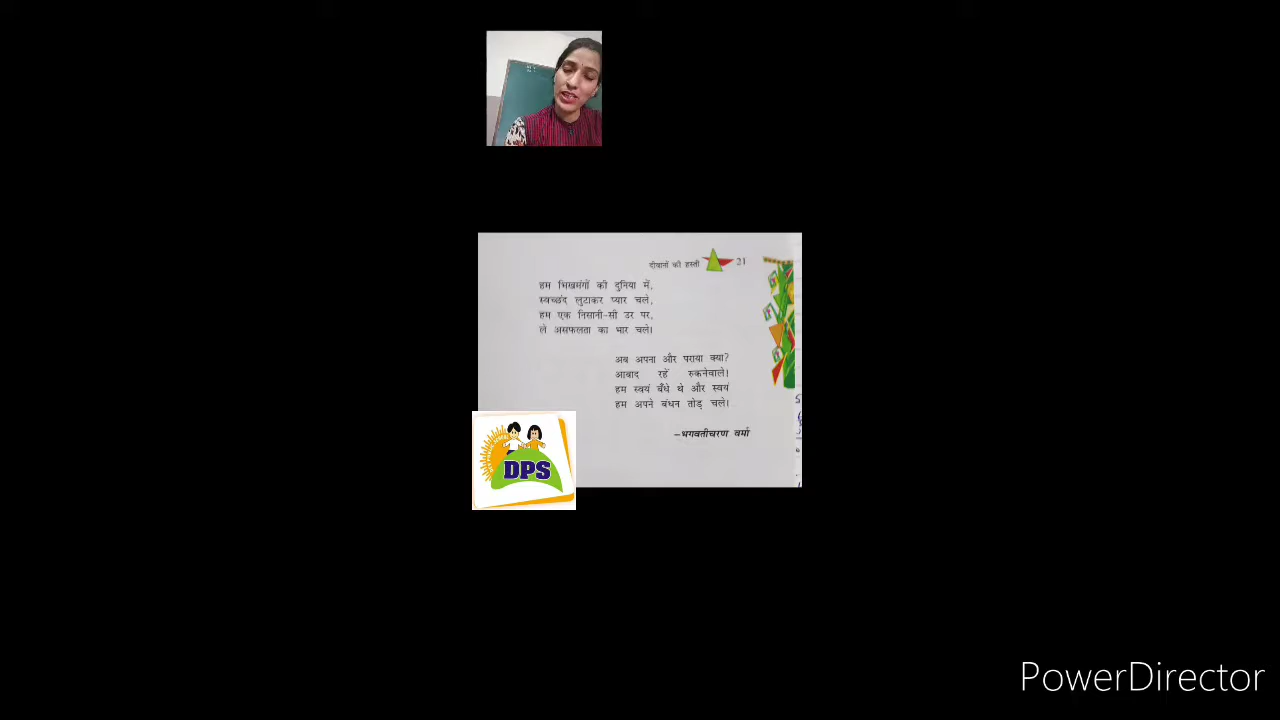 दीवानों की हस्ती 21
हम भिखमंगों की दुनिया में,
स्वच्छंद लुटाकर प्यार चले,
हम एक निसानी-सी उर पर,
ले असफलता का भार चले।
अब अपना और पराया क्या?
आबाद रहें रुकनेवाले!
हम स्वयं बँधे थे और स्वयं
हम अपने बंधन तोड़ चले।
–भगवतीचरण वर्मा
DPS
PowerDirector